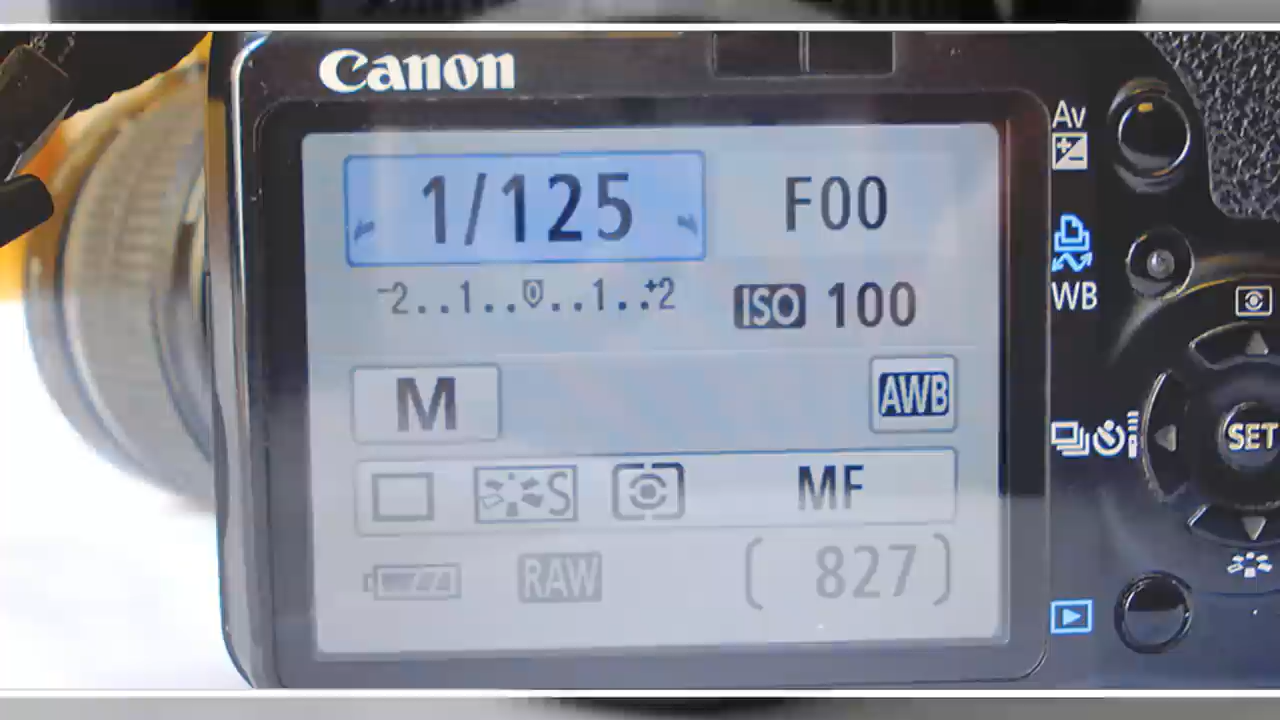 Canon
1/125 F00
-2..1..0..1..+2
ISO 100
M AWB
S MF
RAW [ 827 ]
Av
WB
SET